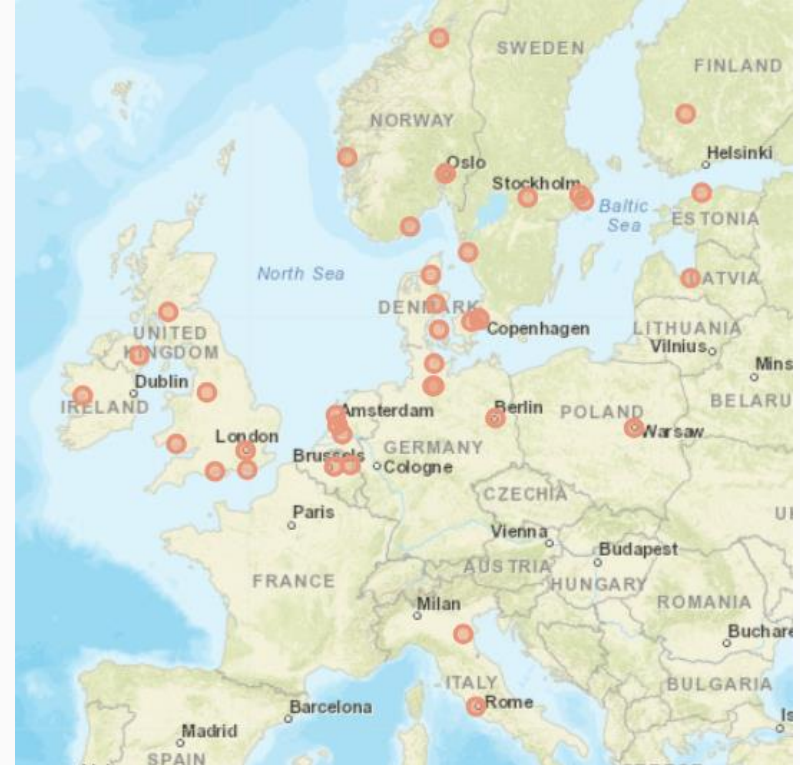 SWEDEN
FINLAND
NORWAY
Helsinki
Oslo
Stockholm
Baltic
Sea
ESTONIA
North Sea
LATVIA
DENMARK
Copenhagen
LITHUANIA
UNITED
KINGDOM
Vilnius
Mins
Dublin
BELARU
IRELAND
Amsterdam
Berlin
POLAND
London
Warsaw
GERMANY
Brussels
Cologne
CZECHIA
Paris
U
Vienna
Budapest
AUSTRIA
FRANCE
HUNGARY
Milan
ROMANIA
Buchare
ITALY
BULGARIA
Rome
Barcelona
Is
Madrid
SPAIN